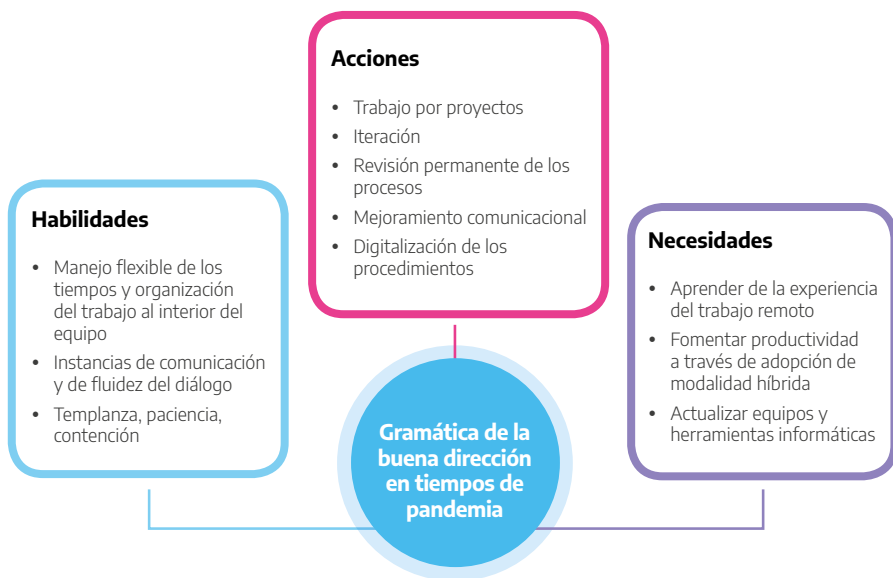 Acciones
• Trabajo por proyectos
• Iteración
• Revisión permanente de los
procesos
• Mejoramiento comunicacional
• Digitalización de los
procedimientos
Habilidades
• Manejo flexible de los
tiempos y organización
del trabajo al interior del
equipo
• Instancias de comunicación
y de fluidez del diálogo
• Templanza, paciencia,
contención
Necesidades
• Aprender de la experiencia
del trabajo remoto
• Fomentar productividad
a través de adopción de
modalidad híbrida
• Actualizar equipos y
herramientas informáticas
Gramática de la
buena dirección
en tiempos de
pandemia